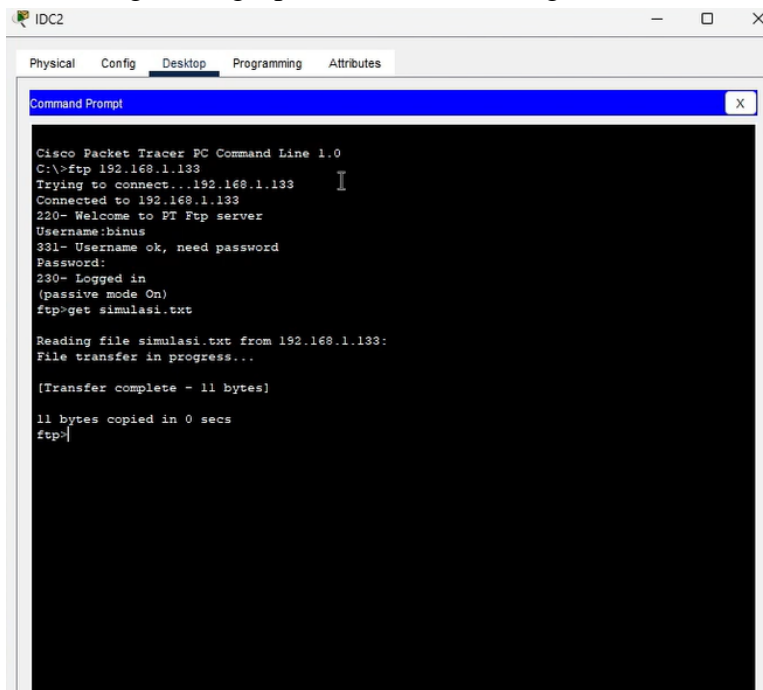 IDC2
Physical Config Desktop Programming Attributes
Command Prompt
X
Cisco Packet Tracer PC Command Line 1.0
C:\>ftp 192.168.1.133
Trying to connect...192.168.1.133
Connected to 192.168.1.133
220- Welcome to PT Ftp server
Username:binus
331- Username ok, need password
Password:
230- Logged in
(passive mode On)
ftp>get simulasi.txt
Reading file simulasi.txt from 192.168.1.133:
File transfer in progress...
[Transfer complete - 11 bytes]
11 bytes copied in 0 secs
ftp>